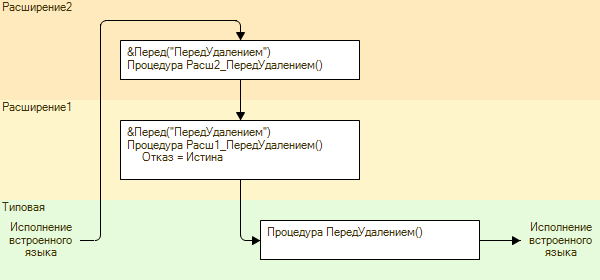 Расширение2
&Перед("ПередУдалением")
Процедура Расш2_ПередУдалением()
Расширение1
&Перед("ПередУдалением")
Процедура Расш1_ПередУдалением()
Отказ = Истина
Типовая
Исполнение
встроенного
языка
Процедура ПередУдалением()
Исполнение
встроенного
языка